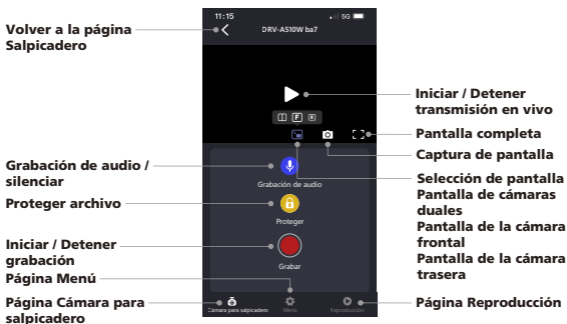 Volver a la página
Salpicadero
Grabación de audio /
silenciar
Proteger archivo
Iniciar / Detener
grabación
Página Menú
Página Cámara para
salpicadero
11:15
5G
DRV-A510W ba7
F
Grabación de audio
Proteger
Grabar
Cámara para salpicadero
Menú
Reproducción
Iniciar / Detener
transmisión en vivo
Pantalla completa
Captura de pantalla
Selección de pantalla
Pantalla de cámaras
duales
Pantalla de la cámara
frontal
Pantalla de la cámara
trasera
Página Reproducción